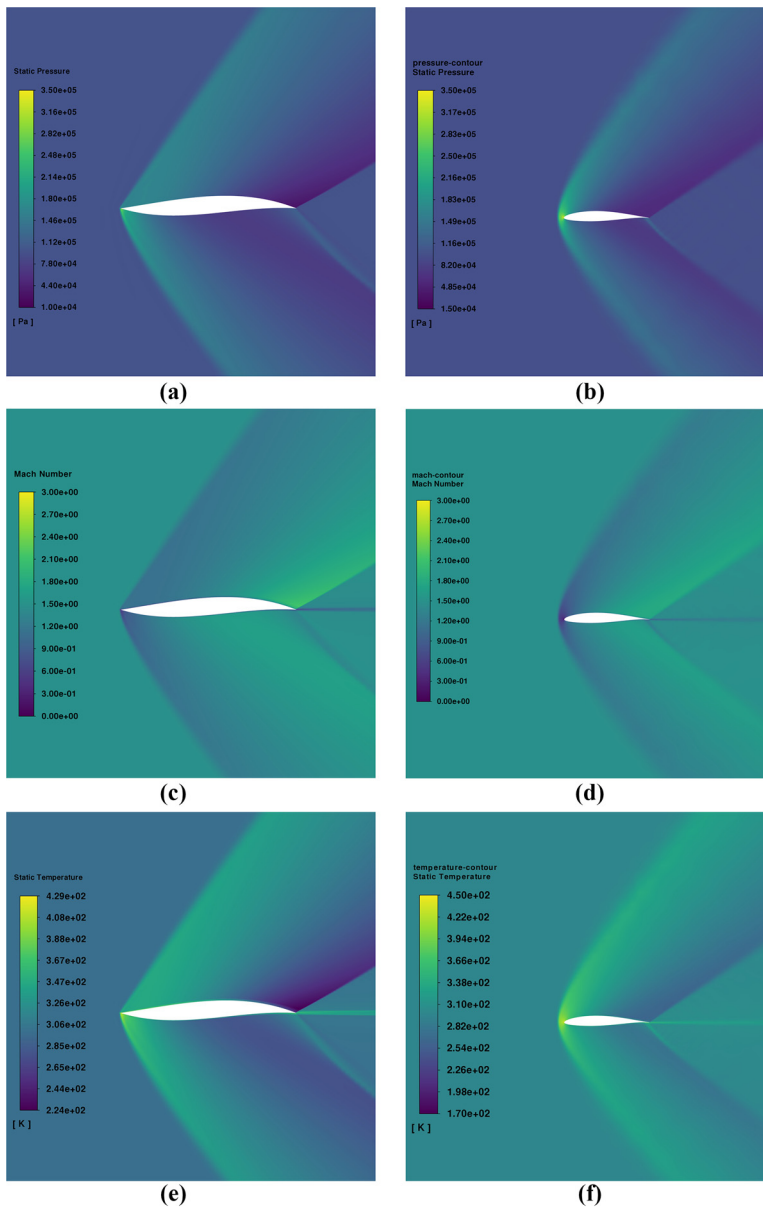 Static Pressure
3.50e+05
3.16e+05
2.82e+05
2.48e+05
2.14e+05
1.80e+05
1.46e+05
1.12e+05
7.80e+04
4.40e+04
1.00e+04
[ Pa ]
(a)
pressure-contour
Static Pressure
3.50e+05
3.17e+05
2.83e+05
2.50e+05
2.16e+05
1.83e+05
1.49e+05
1.16e+05
8.20e+04
4.85e+04
1.50e+04
[ Pa ]
(b)
Mach Number
3.00e+00
2.70e+00
2.40e+00
2.10e+00
1.80e+00
1.50e+00
1.20e+00
9.00e-01
6.00e-01
3.00e-01
0.00e+00
(c)
mach-contour
Mach Number
3.00e+00
2.70e+00
2.40e+00
2.10e+00
1.80e+00
1.50e+00
1.20e+00
9.00e-01
6.00e-01
3.00e-01
0.00e+00
(d)
Static Temperature
4.29e+02
4.08e+02
3.88e+02
3.67e+02
3.47e+02
3.26e+02
3.06e+02
2.85e+02
2.65e+02
2.44e+02
2.24e+02
[ K ]
(e)
temperature-contour
Static Temperature
4.50e+02
4.22e+02
3.94e+02
3.66e+02
3.38e+02
3.10e+02
2.82e+02
2.54e+02
2.26e+02
1.98e+02
1.70e+02
[ K ]
(f)